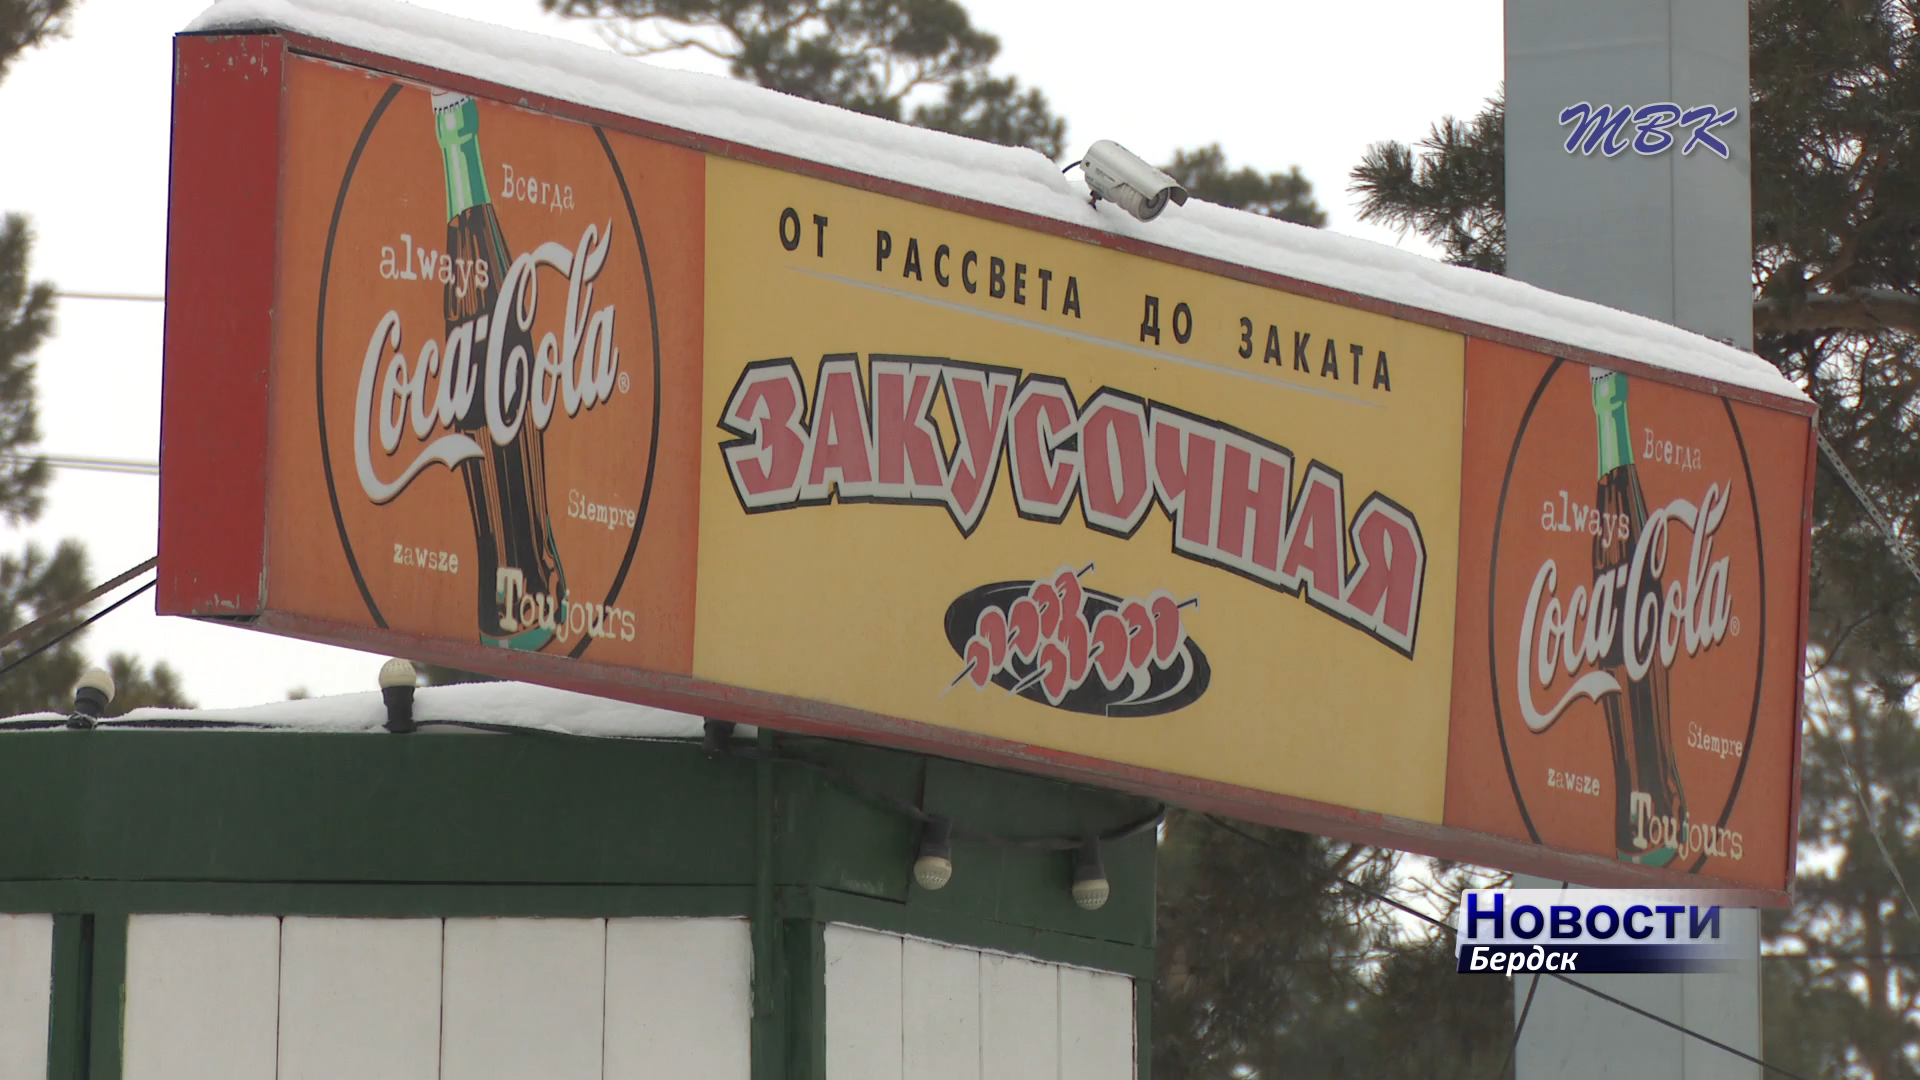 ТВК
Всегда
always
Coca-Cola®
Siempre
zawsze
Toujours
ОТ РАССВЕТА ДО ЗАКАТА
ЗАКУСОЧНАЯ
Всегда
always
Coca-Cola®
Siempre
zawsze
Toujours
Новости
Бердск